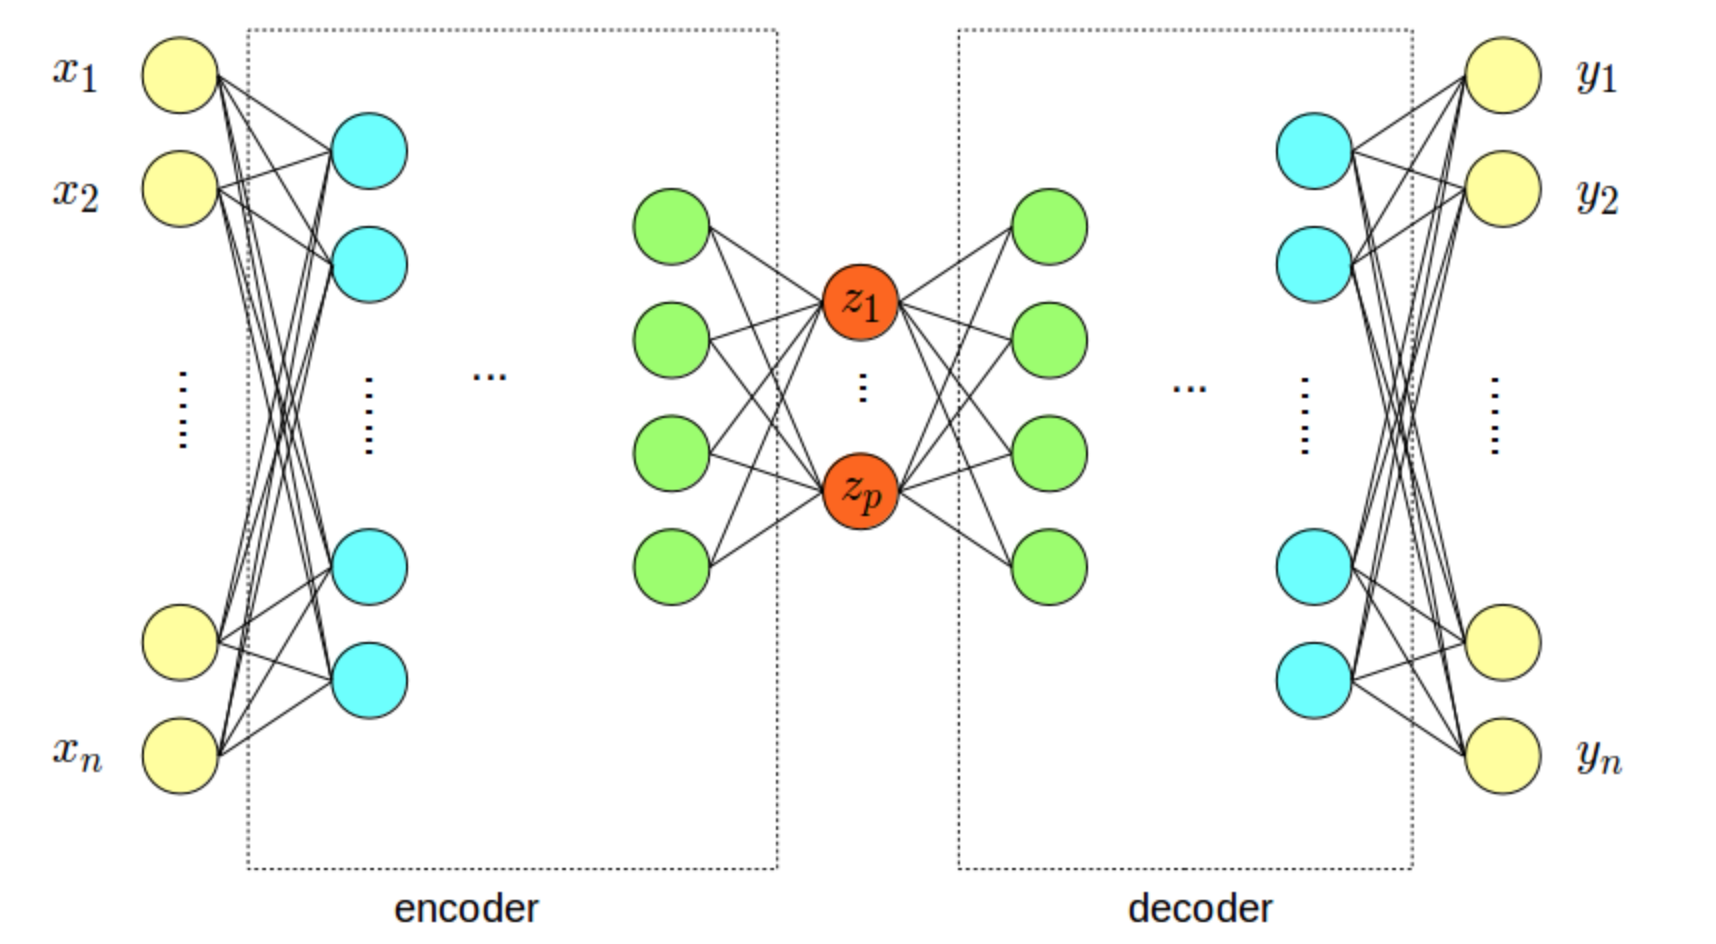 x₁
x₂
xₙ
...
z₁
zₚ
...
y₁
y₂
yₙ
encoder
decoder